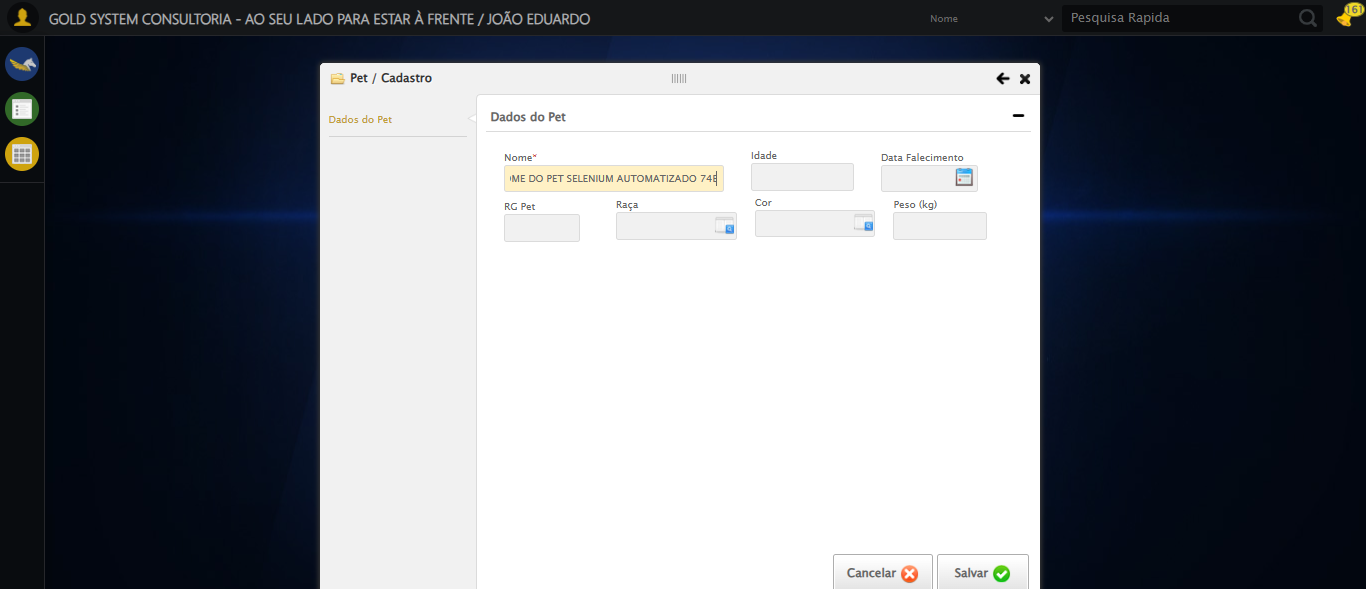 GOLD SYSTEM CONSULTORIA - AO SEU LADO PARA ESTAR À FRENTE / JOÃO EDUARDO
Nome
Pesquisa Rapida
161
Pet / Cadastro
Dados do Pet
Dados do Pet
Nome*
Idade
Data Falecimento
OME DO PET SELENIUM AUTOMATIZADO 74E
RG Pet
Raça
Cor
Peso (kg)
Cancelar
Salvar